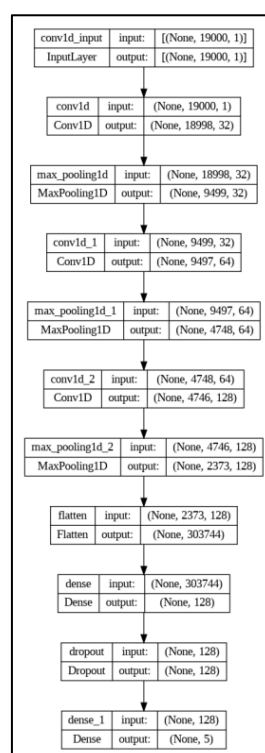 conv1d_input input: [(None, 19000, 1)]
InputLayer output: [(None, 19000, 1)]
conv1d input: (None, 19000, 1)
Conv1D output: (None, 18998, 32)
max_pooling1d input: (None, 18998, 32)
MaxPooling1D output: (None, 9499, 32)
conv1d_1 input: (None, 9499, 32)
Conv1D output: (None, 9497, 64)
max_pooling1d_1 input: (None, 9497, 64)
MaxPooling1D output: (None, 4748, 64)
conv1d_2 input: (None, 4748, 64)
Conv1D output: (None, 4746, 128)
max_pooling1d_2 input: (None, 4746, 128)
MaxPooling1D output: (None, 2373, 128)
flatten input: (None, 2373, 128)
Flatten output: (None, 303744)
dense input: (None, 303744)
Dense output: (None, 128)
dropout input: (None, 128)
Dropout output: (None, 128)
dense_1 input: (None, 128)
Dense output: (None, 5)